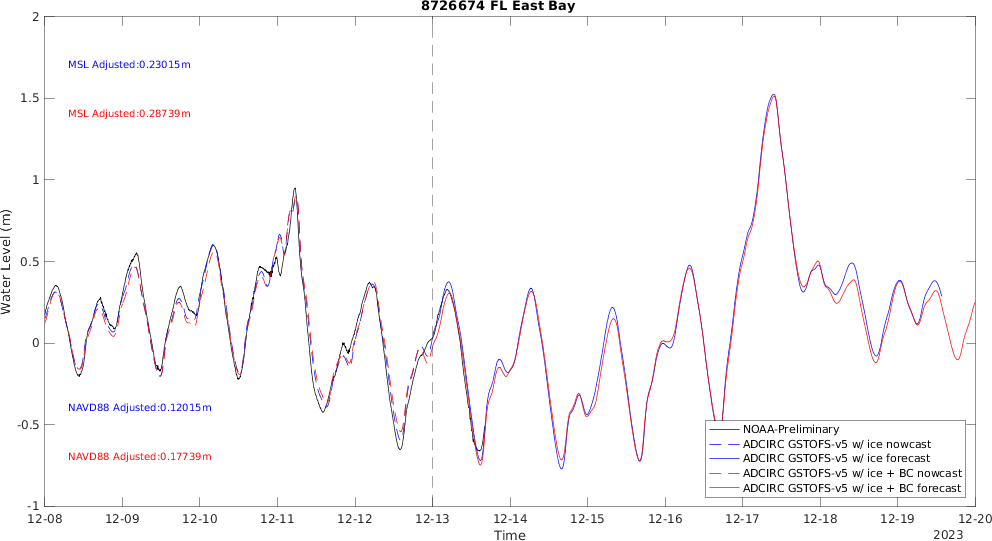 8726674 FL East Bay
2
1.5
1
0.5
0
-0.5
-1
Water Level (m)
MSL Adjusted:0.23015m
MSL Adjusted:0.28739m
NAVD88 Adjusted:0.12015m
NAVD88 Adjusted:0.17739m
NOAA-Preliminary
ADCIRC GSTOFS-v5 w/ ice nowcast
ADCIRC GSTOFS-v5 w/ ice forecast
ADCIRC GSTOFS-v5 w/ ice + BC nowcast
ADCIRC GSTOFS-v5 w/ ice + BC forecast
12-08 12-09 12-10 12-11 12-12 12-13 12-14 12-15 12-16 12-17 12-18 12-19 12-20
Time
2023